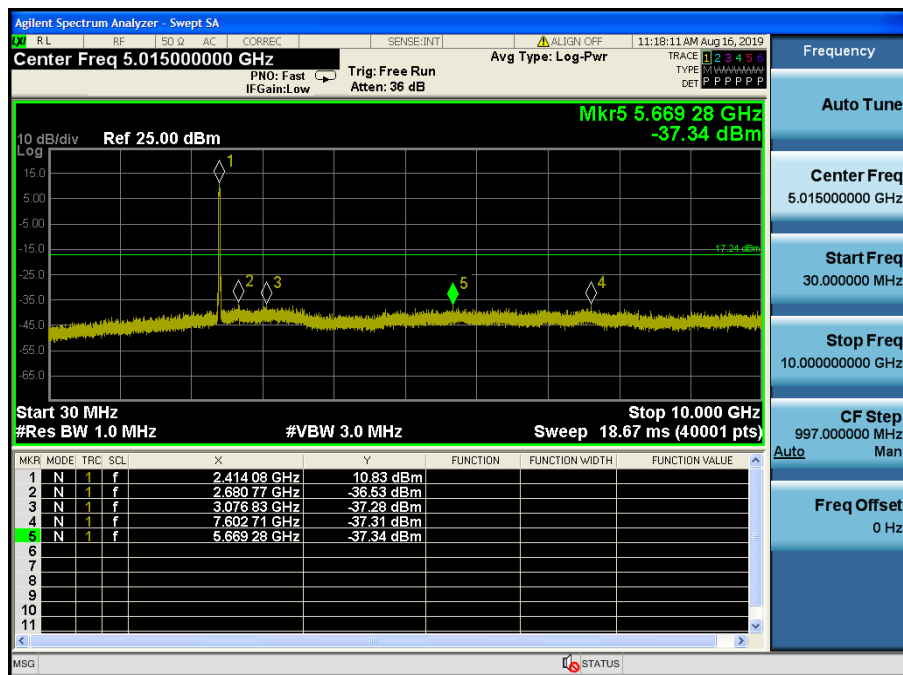 Agilent Spectrum Analyzer - Swept SA
LXI RL RF 50 Ω AC CORREC SENSE:INT ALIGN OFF 11:18:11 AM Aug 16, 2019
Center Freq 5.015000000 GHz
PNO: Fast
IFGain:Low
Trig: Free Run
Atten: 36 dB
Avg Type: Log-Pwr
TRACE 1 2 3 4 5 6
TYPE M WWWWW
DET P P P P P P
Mkr5 5.669 28 GHz
-37.34 dBm
10 dB/div Ref 25.00 dBm
Log
15.0
5.00
-5.00
-15.0
-25.0
-35.0
-45.0
-55.0
-65.0
1
2
3
5
4
-17.24 dBm
Start 30 MHz
Stop 10.000 GHz
#Res BW 1.0 MHz #VBW 3.0 MHz Sweep 18.67 ms (40001 pts)
MKR MODE TRC SCL X Y FUNCTION FUNCTION WIDTH FUNCTION VALUE
1 N 1 f 2.414 08 GHz 10.83 dBm
2 N 1 f 2.680 77 GHz -36.53 dBm
3 N 1 f 3.076 83 GHz -37.28 dBm
4 N 1 f 7.602 71 GHz -37.31 dBm
5 N 1 f 5.669 28 GHz -37.34 dBm
6
7
8
9
10
11
MSG
STATUS
Frequency
Auto Tune
Center Freq
5.015000000 GHz
Start Freq
30.000000 MHz
Stop Freq
10.000000000 GHz
CF Step
997.000000 MHz
Auto Man
Freq Offset
0 Hz